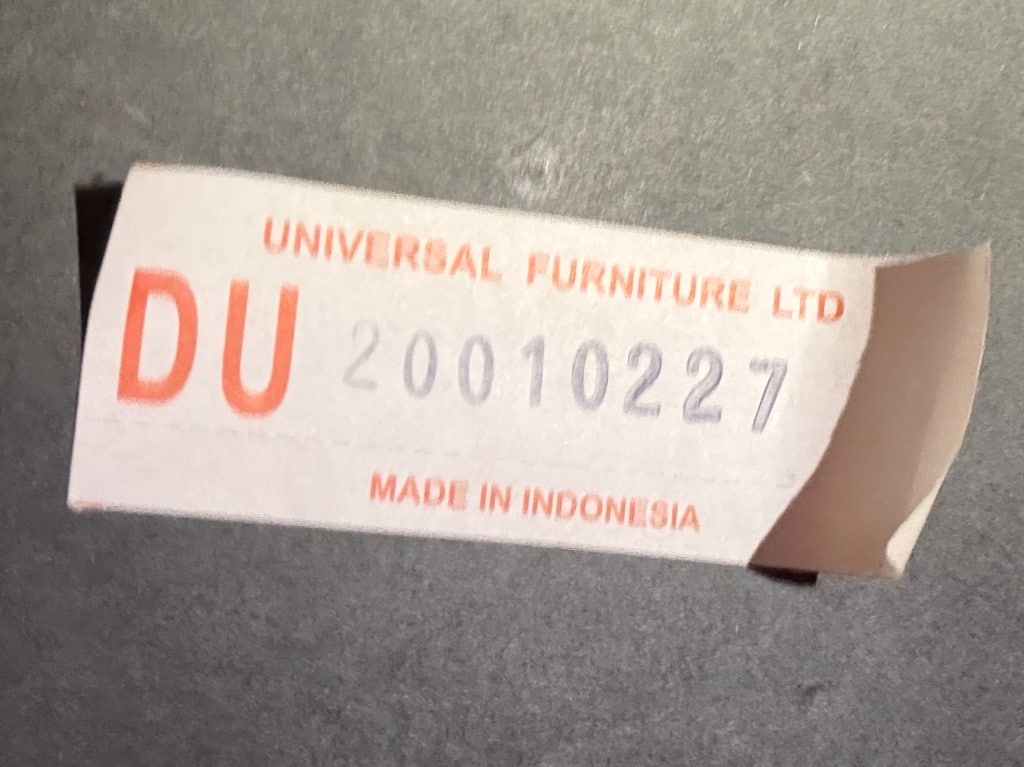 UNIVERSAL FURNITURE LTD
DU 20010227
MADE IN INDONESIA